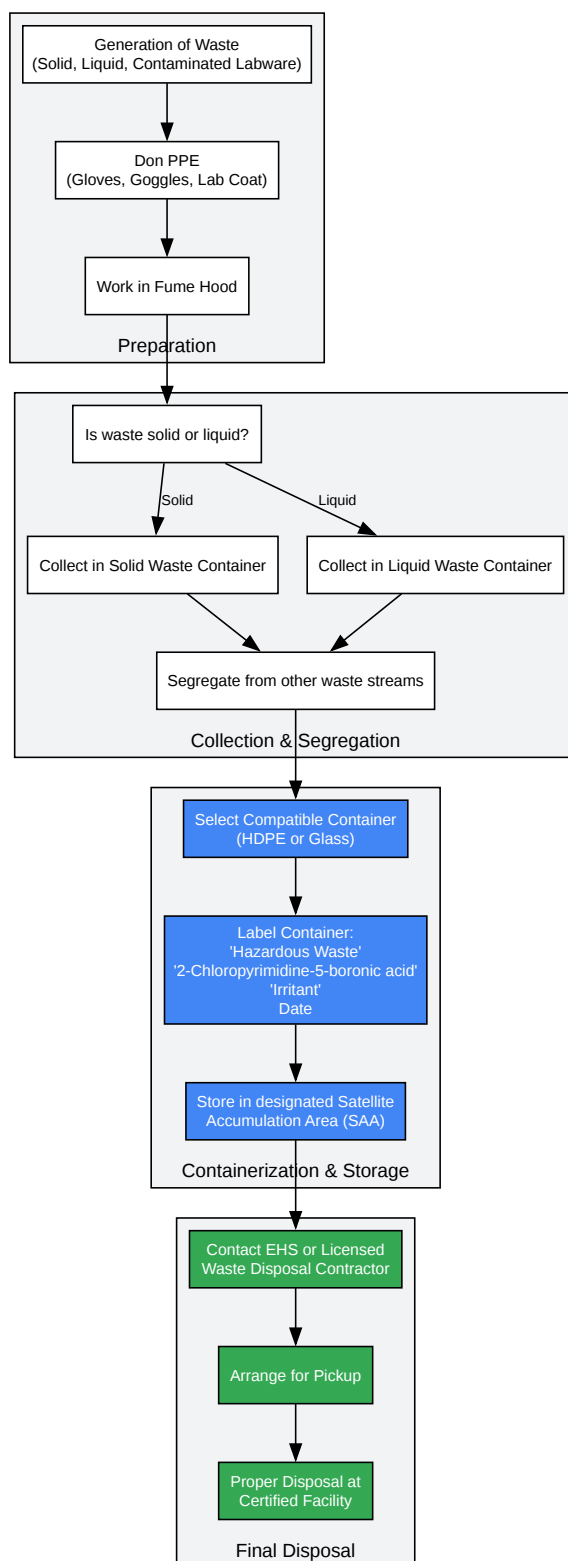 Generation of Waste
(Solid, Liquid, Contaminated Labware)
Don PPE
(Gloves, Goggles, Lab Coat)
Work in Fume Hood
Preparation
Is waste solid or liquid?
Solid
Liquid
Collect in Solid Waste Container
Collect in Liquid Waste Container
Segregate from other waste streams
Collection & Segregation
Select Compatible Container
(HDPE or Glass)
Label Container:
'Hazardous Waste'
'2-Chloropyrimidine-5-boronic acid'
'Irritant'
Date
Store in designated Satellite
Accumulation Area (SAA)
Containerization & Storage
Contact EHS or Licensed
Waste Disposal Contractor
Arrange for Pickup
Proper Disposal at
Certified Facility
Final Disposal